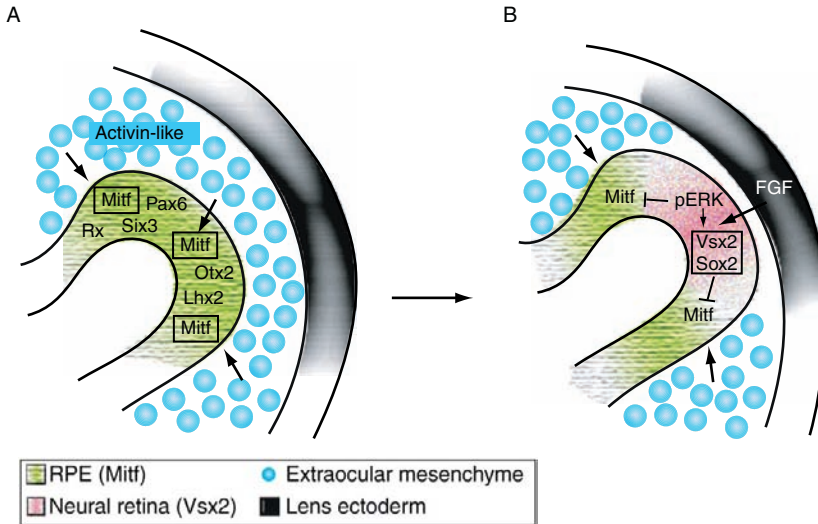 A
Activin-like
Mitf
Pax6
Rx
Six3
Mitf
Otx2
Lhx2
Mitf
B
Mitf
pERK
FGF
Vsx2
Sox2
Mitf
RPE (Mitf)
Extraocular mesenchyme
Neural retina (Vsx2)
Lens ectoderm